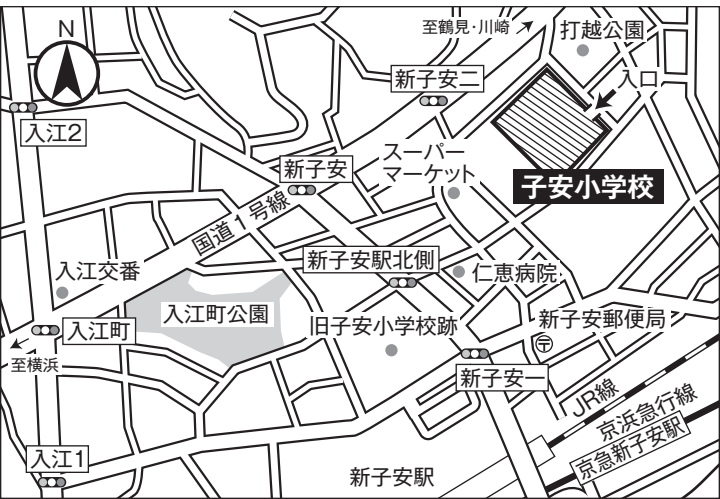 N
至鶴見・川崎
打越公園
新子安二
入口
入江2
スーパー
マーケット
新子安
子安小学校
国道1号線
入江交番
新子安駅北側
仁恵病院
入江町公園
旧子安小学校跡
新子安郵便局
入江町
至横浜
新子安一
JR線
京浜急行線
京急新子安駅
入江1
新子安駅